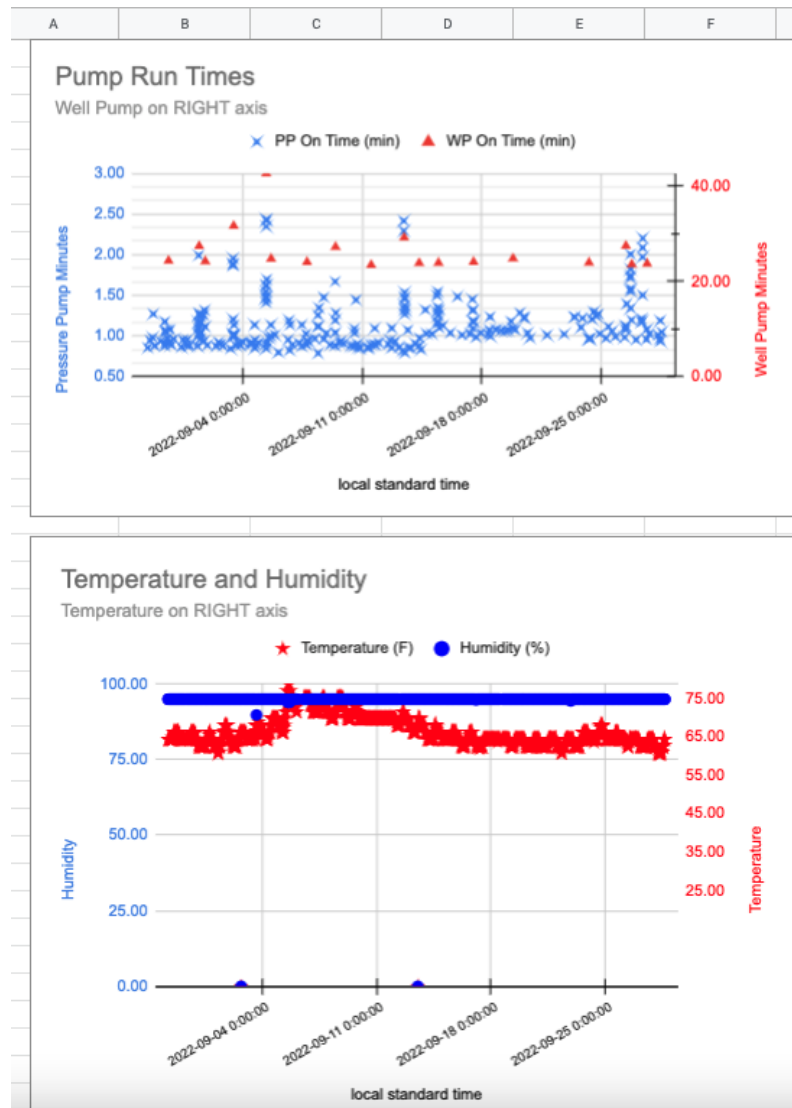 A B C D E F
Pump Run Times
Well Pump on RIGHT axis
PP On Time (min) WP On Time (min)
3.00
2.50
2.00
1.50
1.00
0.50
Pressure Pump Minutes
40.00
20.00
0.00
Well Pump Minutes
2022-09-04 0:00:00
2022-09-11 0:00:00
2022-09-18 0:00:00
2022-09-25 0:00:00
local standard time
Temperature and Humidity
Temperature on RIGHT axis
Temperature (F) Humidity (%)
100.00
75.00
50.00
25.00
0.00
Humidity
75.00
65.00
55.00
45.00
35.00
25.00
Temperature
2022-09-04 0:00:00
2022-09-11 0:00:00
2022-09-18 0:00:00
2022-09-25 0:00:00
local standard time